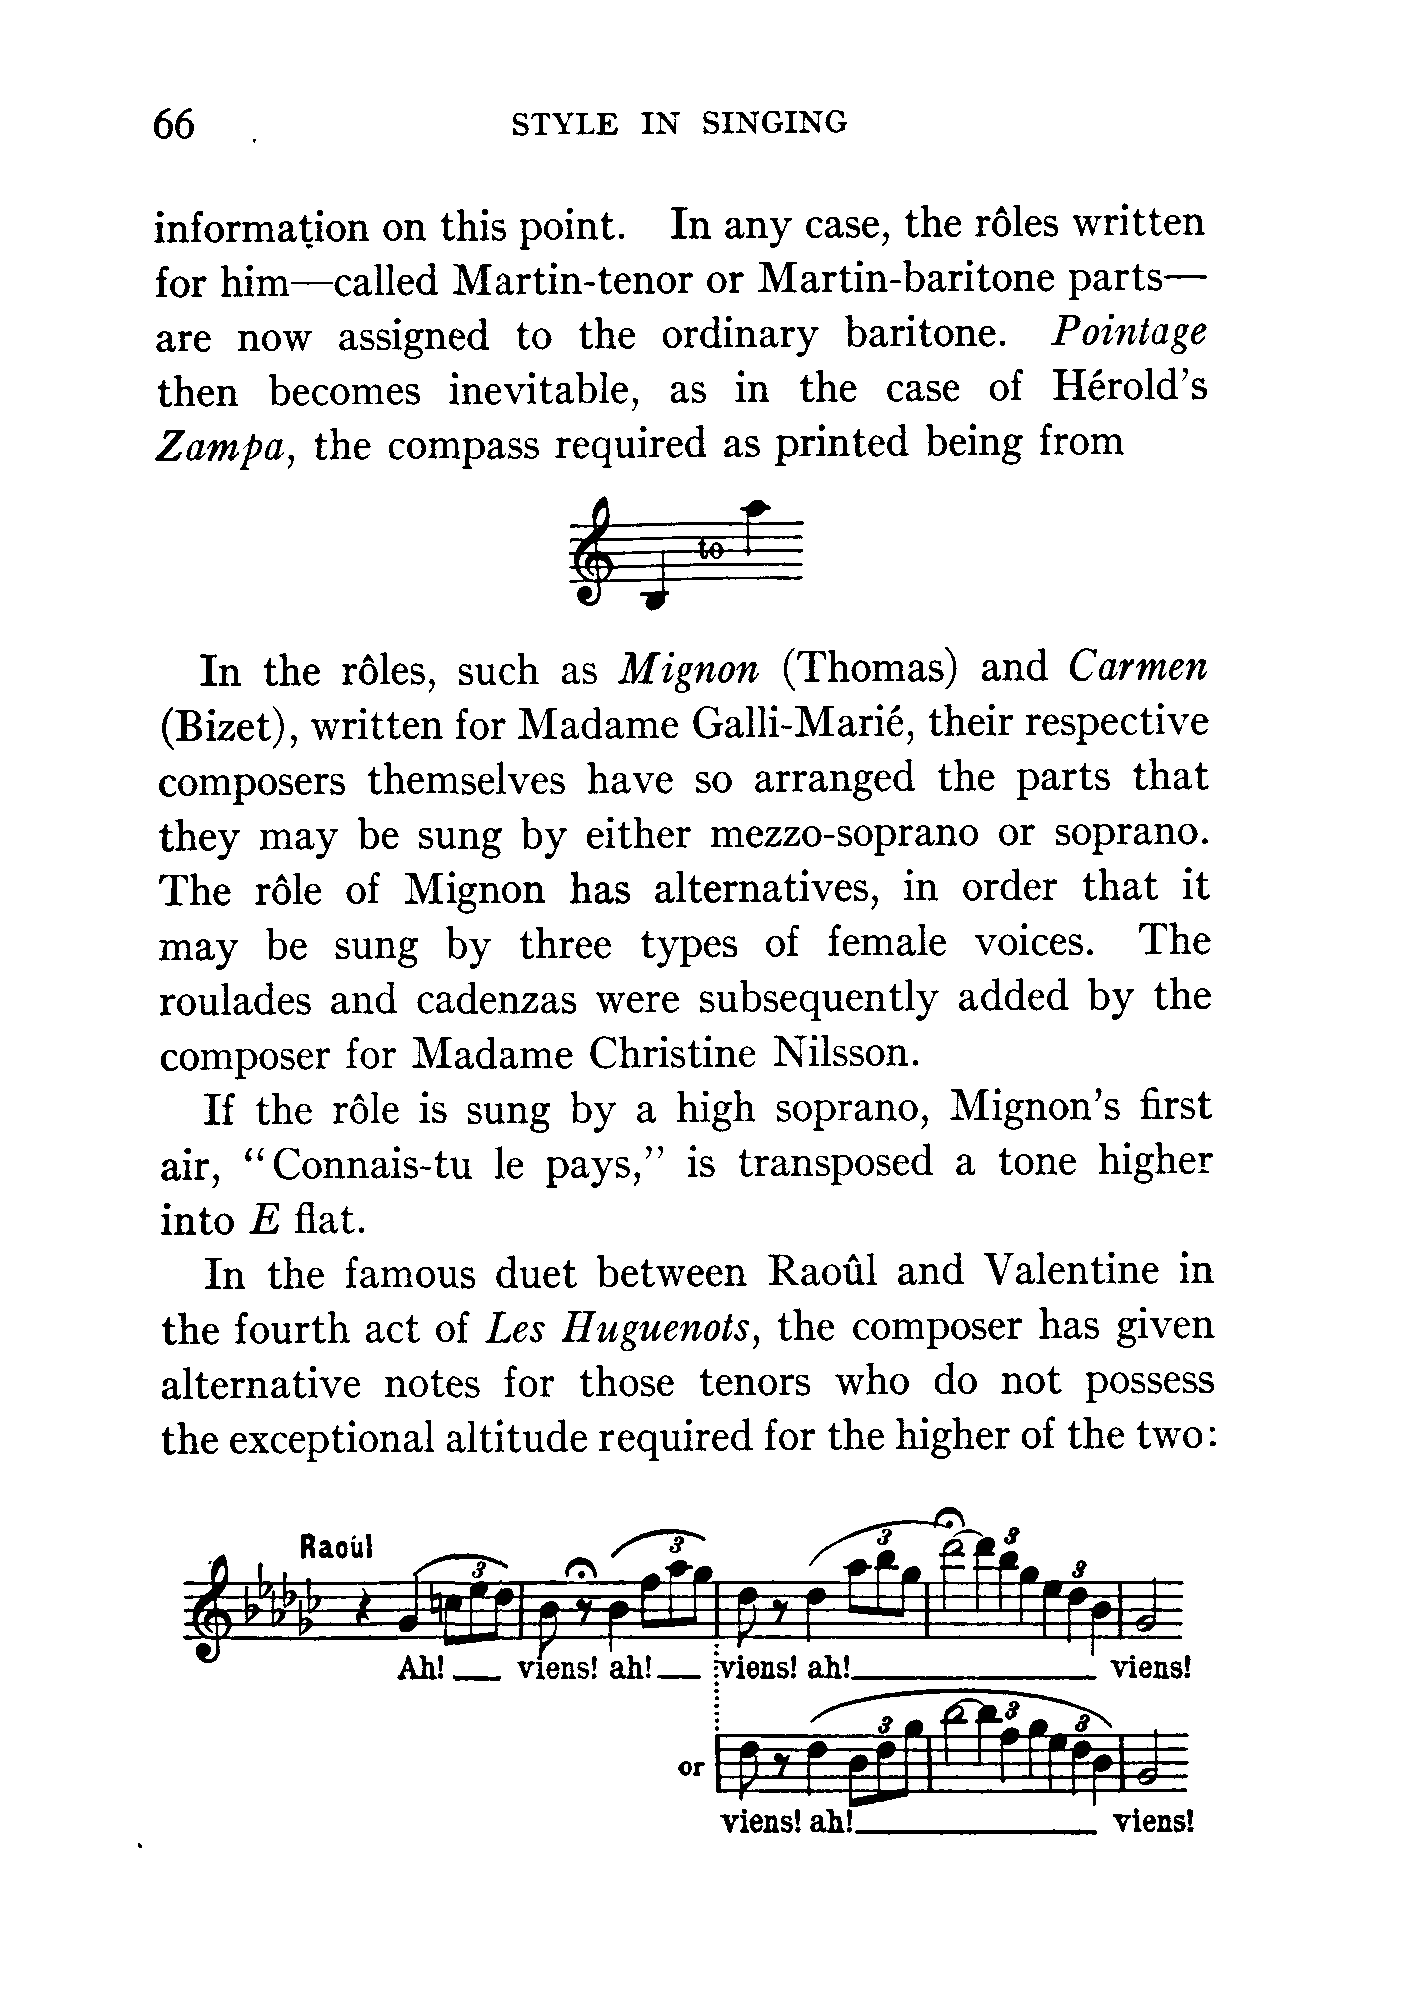 66 STYLE IN SINGING
information on this point. In any case, the rôles written
for him—called Martin-tenor or Martin-baritone parts—
are now assigned to the ordinary baritone. Pointage
then becomes inevitable, as in the case of Hérold's
Zampa, the compass required as printed being from
to
In the rôles, such as Mignon (Thomas) and Carmen
(Bizet), written for Madame Galli-Marié, their respective
composers themselves have so arranged the parts that
they may be sung by either mezzo-soprano or soprano.
The rôle of Mignon has alternatives, in order that it
may be sung by three types of female voices. The
roulades and cadenzas were subsequently added by the
composer for Madame Christine Nilsson.
If the rôle is sung by a high soprano, Mignon's first
air, "Connais-tu le pays," is transposed a tone higher
into E flat.
In the famous duet between Raoûl and Valentine in
the fourth act of Les Huguenots, the composer has given
alternative notes for those tenors who do not possess
the exceptional altitude required for the higher of the two:
Raoûl
3 3 3 3 3
Ah! viens! ah! viens! ah! viens!
3 3 3
or
viens! ah! viens!